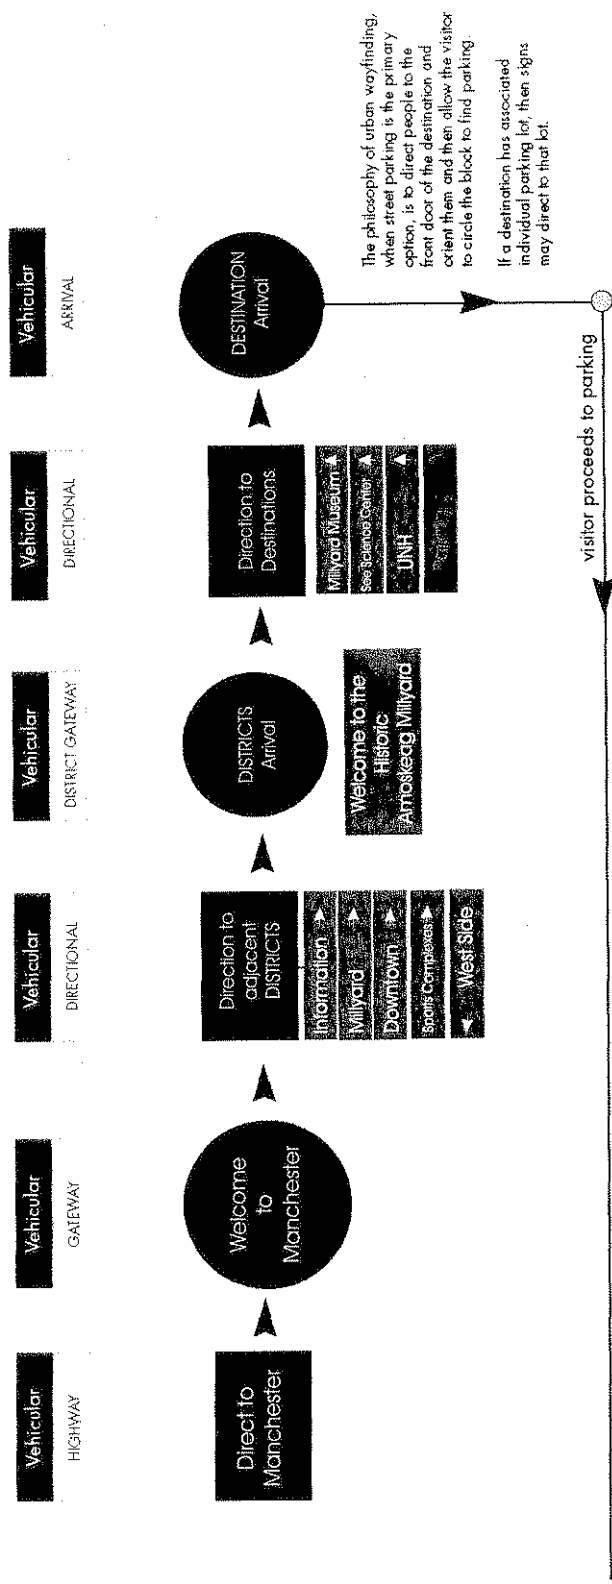 Vehicular
HIGHWAY
Direct to
Manchester
Vehicular
GATEWAY
Welcome
to
Manchester
Vehicular
DIRECTIONAL
Direction to
adjacent
DISTRICTS
Information
Millyard
Downtown
Sports Complexes
West Side
Vehicular
DISTRICT GATEWAY
DISTRICTS
Arrival
Welcome to the
Historic
Amoskeag Millyard
Vehicular
DIRECTIONAL
Direction to
Destinations
Millyard Museum
See Science Center
UNH
Vehicular
ARRIVAL
DESTINATION
Arrival
The philosophy of urban wayfinding,
when street parking is the primary
option, is to direct people to the
front door of the destination and
orient them and then allow the visitor
to circle the block to find parking.
If a destination has associated
individual parking lot, then signs
may direct to that lot.
visitor proceeds to parking